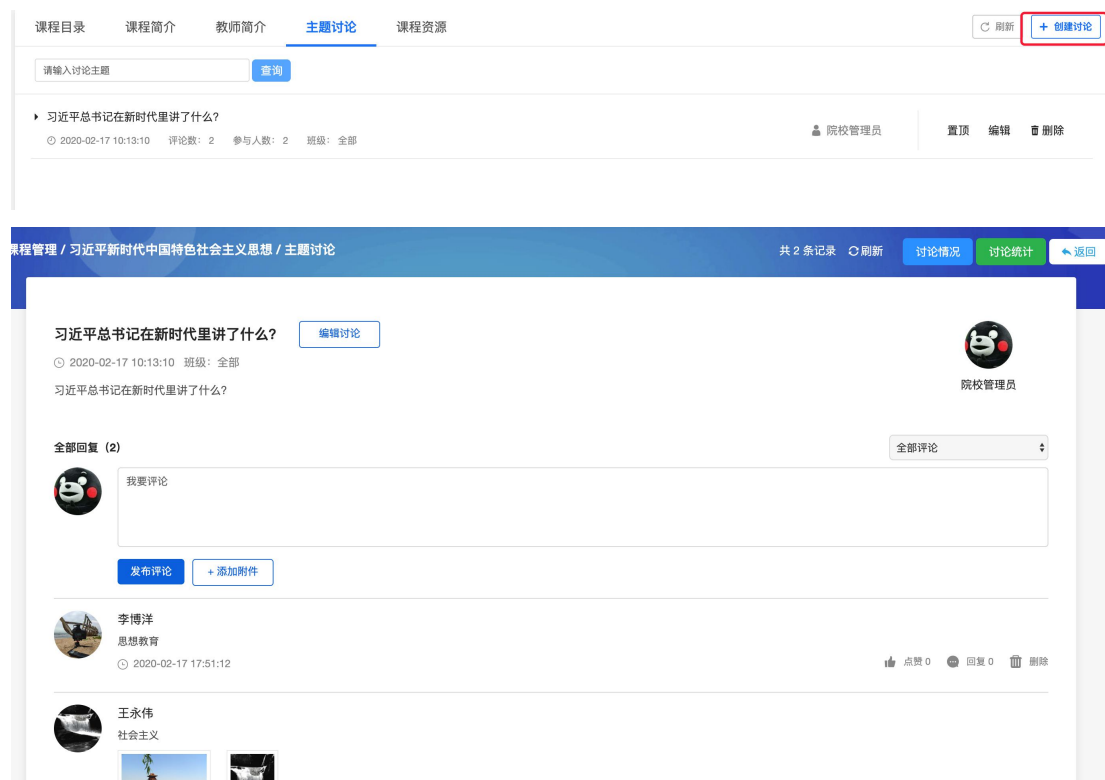 课程目录 课程简介 教师简介 主题讨论 课程资源 刷新 + 创建讨论
请输入讨论主题 查询
习近平总书记在新时代里讲了什么?
2020-02-17 10:13:10 评论数: 2 参与人数: 2 班级: 全部 院校管理员 置顶 编辑 删除
课程管理 / 习近平新时代中国特色社会主义思想 / 主题讨论 共 2 条记录 刷新 讨论情况 讨论统计 返回
习近平总书记在新时代里讲了什么? 编辑讨论
2020-02-17 10:13:10 班级: 全部
院校管理员
习近平总书记在新时代里讲了什么?
全部回复（2） 全部评论
我要评论
发布评论 + 添加附件
李博洋
思想教育
2020-02-17 17:51:12 点赞 0 回复 0 删除
王永伟
社会主义